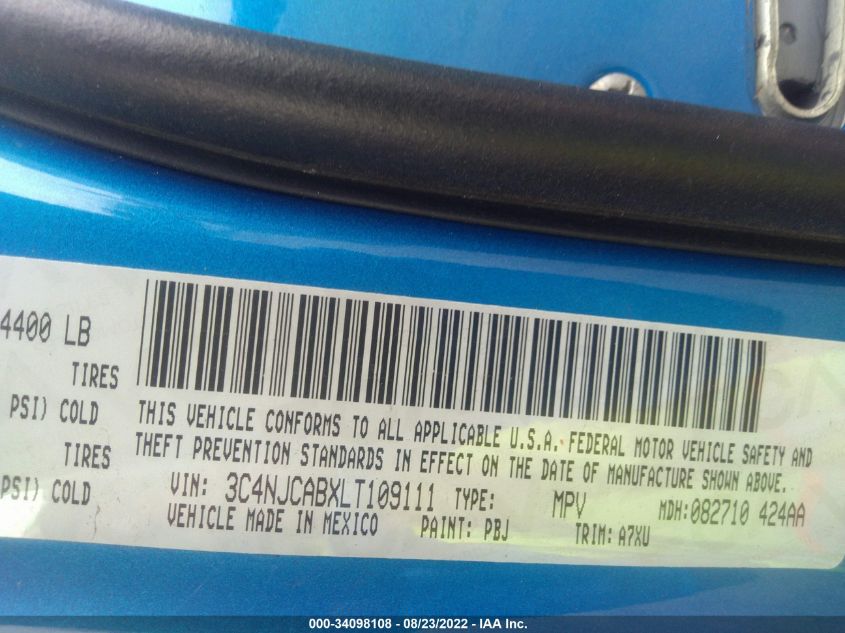 4400 LB
TIRES
PSI) COLD
TIRES
PSI) COLD
THIS VEHICLE CONFORMS TO ALL APPLICABLE U.S.A. FEDERAL MOTOR VEHICLE SAFETY AND
THEFT PREVENTION STANDARDS IN EFFECT ON THE DATE OF MANUFACTURE SHOWN ABOVE.
VIN: 3C4NJCABXLT109111 TYPE: MPV MDH:082710 424AA
VEHICLE MADE IN MEXICO PAINT: PBJ TRIM: A7XU
000-34098108 - 08/23/2022 - IAA Inc.